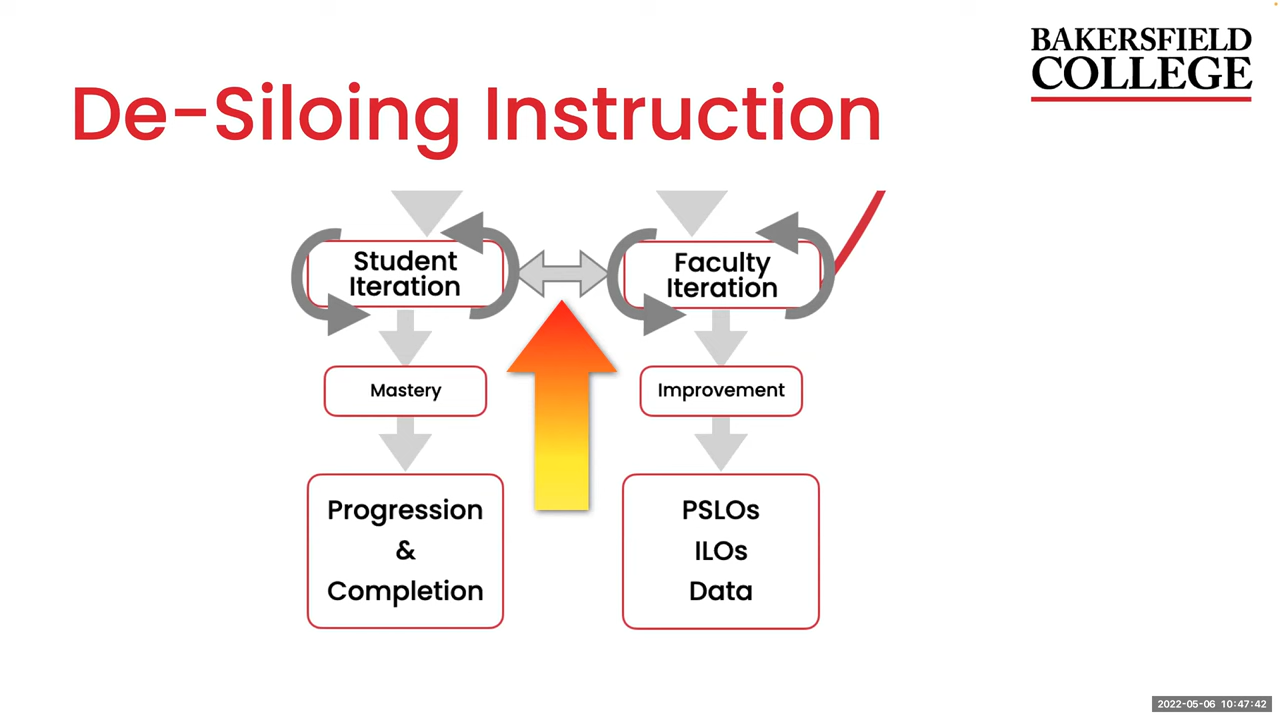 BAKERSFIELD
COLLEGE
De-Siloing Instruction
Student
Iteration
Faculty
Iteration
Mastery
Improvement
Progression
&
Completion
PSLOs
ILOs
Data
2022-05-06 10:47:42